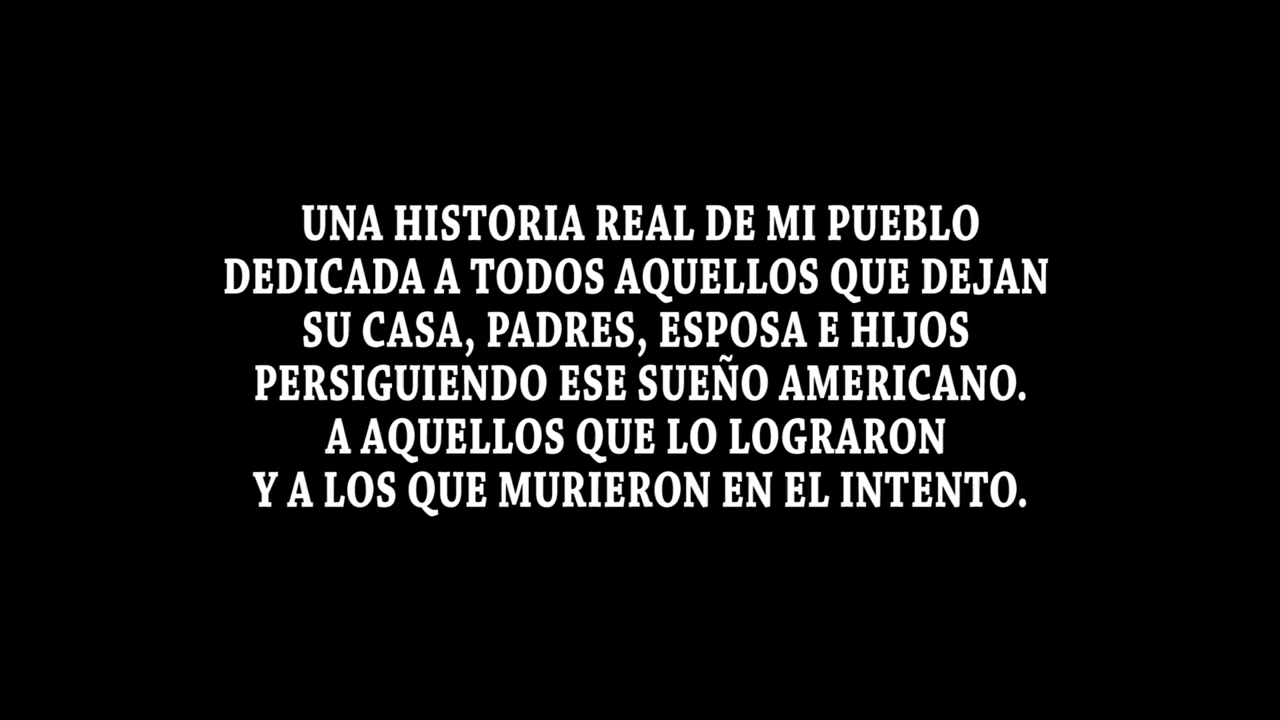 UNA HISTORIA REAL DE MI PUEBLO
DEDICADA A TODOS AQUELLOS QUE DEJAN
SU CASA, PADRES, ESPOSA E HIJOS
PERSIGUIENDO ESE SUEÑO AMERICANO.
A AQUELLOS QUE LO LOGRARON
Y A LOS QUE MURIERON EN EL INTENTO.